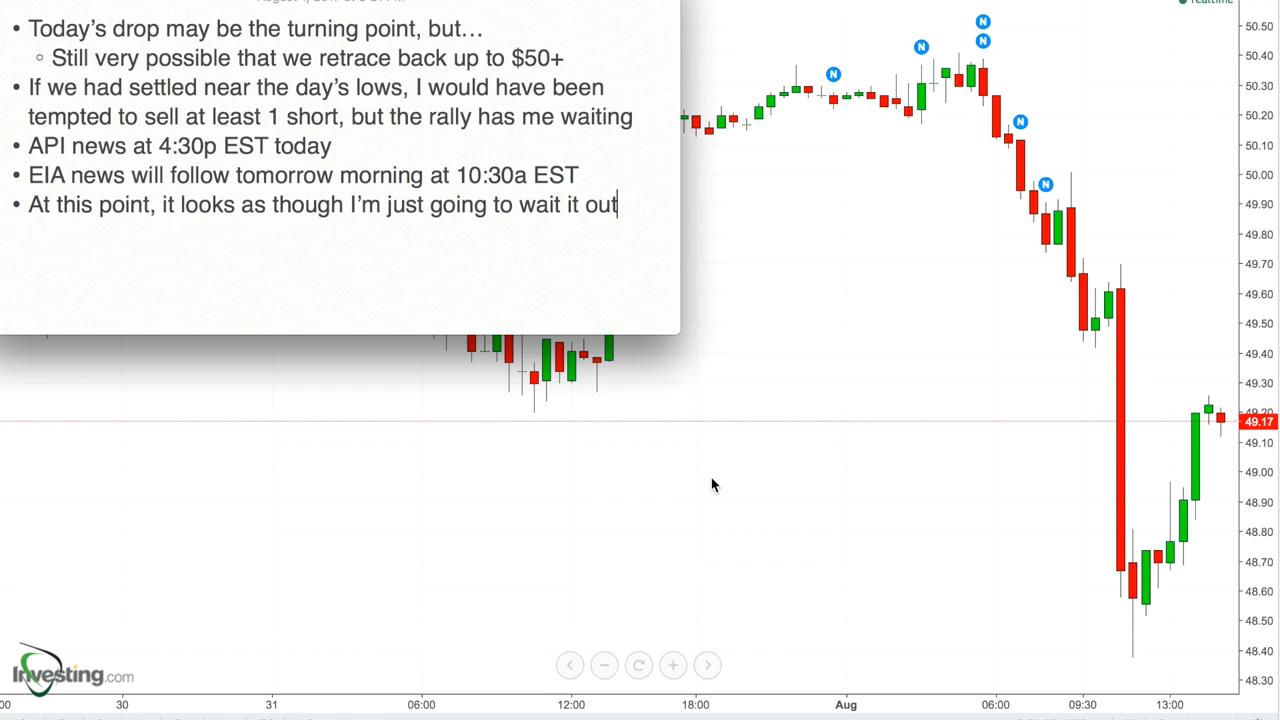 realtime
• Today’s drop may be the turning point, but…
◦ Still very possible that we retrace back up to $50+
• If we had settled near the day’s lows, I would have been
tempted to sell at least 1 short, but the rally has me waiting
• API news at 4:30p EST today
• EIA news will follow tomorrow morning at 10:30a EST
• At this point, it looks as though I’m just going to wait it out
N
N
N
N
N
N
50.50
50.40
50.30
50.20
50.10
50.00
49.90
49.80
49.70
49.60
49.50
49.40
49.30
49.20
49.17
49.10
49.00
48.90
48.80
48.70
48.60
48.50
48.40
48.30
Investing.com
30
31
06:00
12:00
18:00
Aug
06:00
09:30
13:00